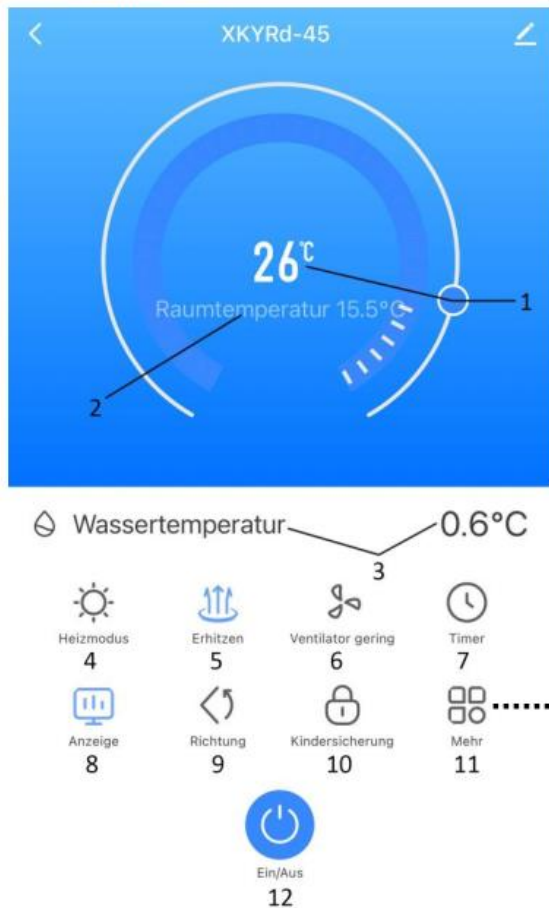 XKYRd-45
26°C
Raumtemperatur 15.5°C
1
2
Wassertemperatur 0.6°C
3
Heizmodus Erhitzen Ventilator gering Timer
4 5 6 7
Anzeige Richtung Kindersicherung Mehr
8 9 10 11
Ein/Aus
12